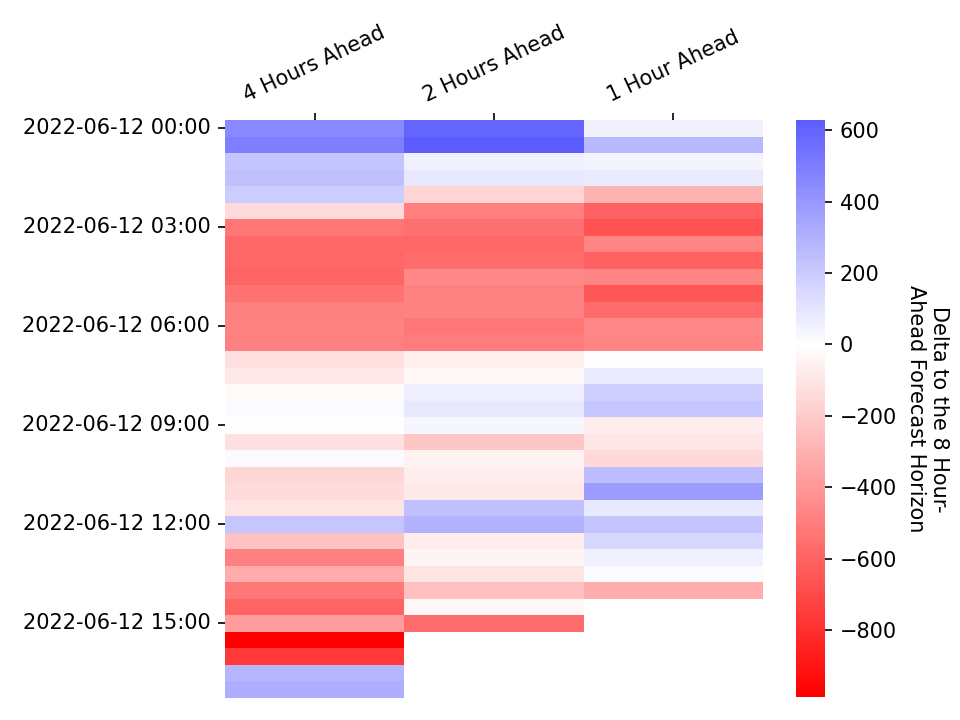 4 Hours Ahead
2 Hours Ahead
1 Hour Ahead
2022-06-12 00:00
2022-06-12 03:00
2022-06-12 06:00
2022-06-12 09:00
2022-06-12 12:00
2022-06-12 15:00
600
400
200
0
−200
−400
−600
−800
Delta to the 8 Hour-
Ahead Forecast Horizon